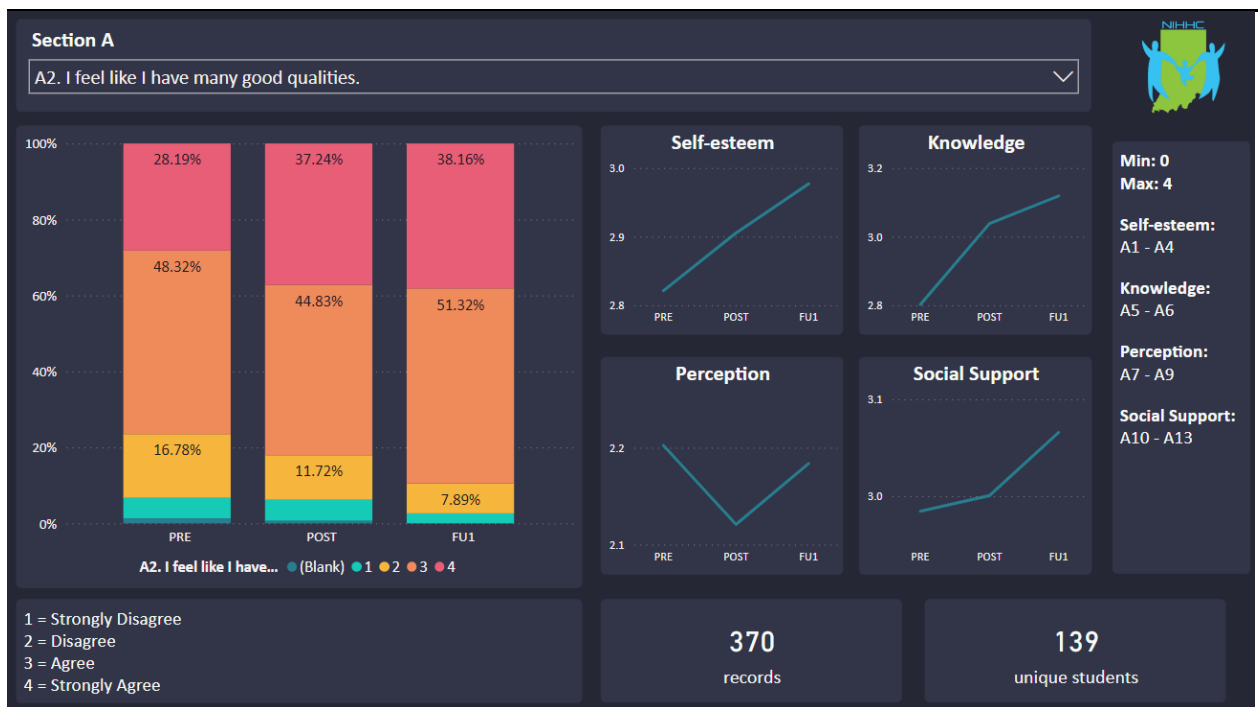 Section A
A2. I feel like I have many good qualities.
NIHHC
100%
80%
60%
40%
20%
0%
28.19%
37.24%
38.16%
48.32%
44.83%
51.32%
16.78%
11.72%
7.89%
PRE
POST
FU1
A2. I feel like I have... (Blank) 1 2 3 4
Self-esteem
3.0
2.9
2.8
PRE
POST
FU1
Knowledge
3.2
3.0
2.8
PRE
POST
FU1
Perception
2.2
2.1
PRE
POST
FU1
Social Support
3.1
3.0
PRE
POST
FU1
Min: 0
Max: 4
Self-esteem:
A1 - A4
Knowledge:
A5 - A6
Perception:
A7 - A9
Social Support:
A10 - A13
1 = Strongly Disagree
2 = Disagree
3 = Agree
4 = Strongly Agree
370
records
139
unique students